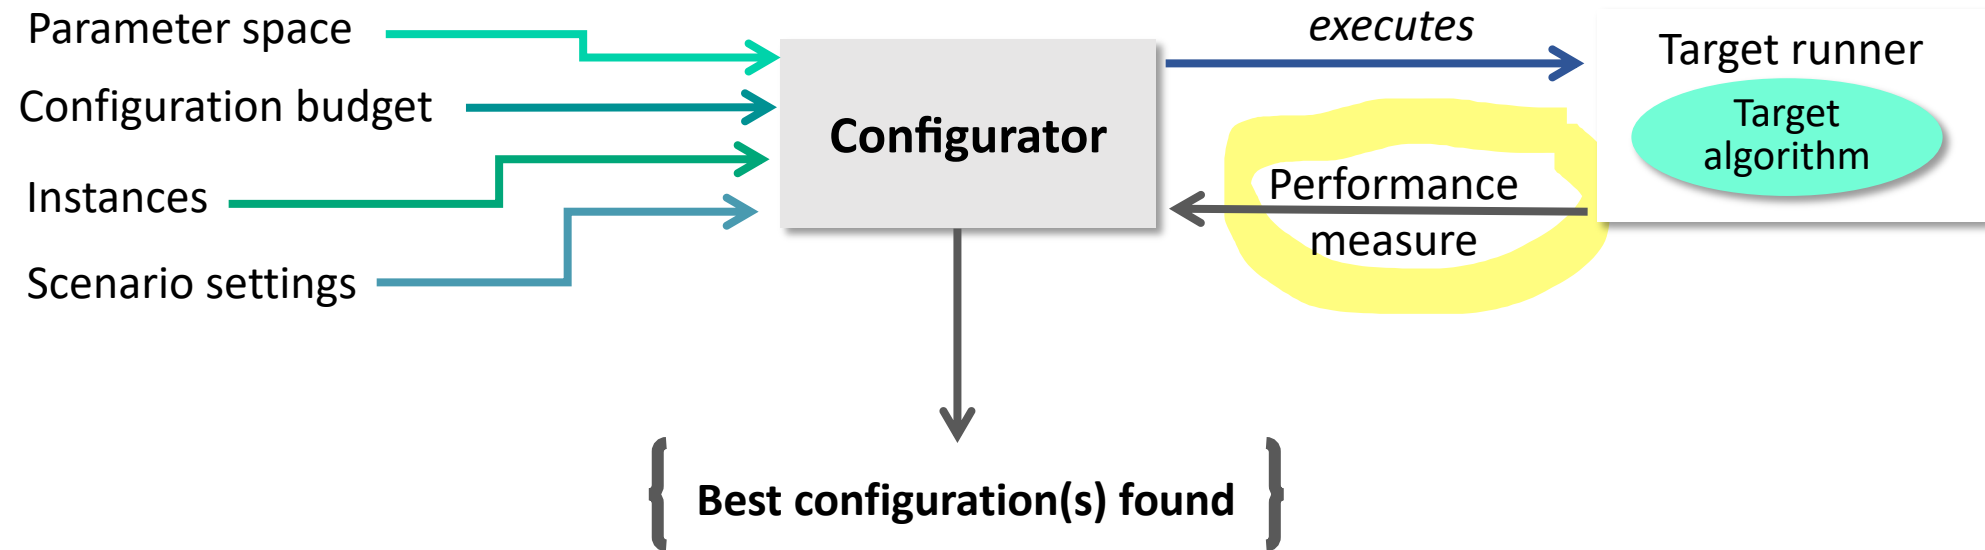 Parameter space
Configuration budget
Instances
Scenario settings
Configurator
executes
Performance
measure
Target runner
Target
algorithm
Best configuration(s) found